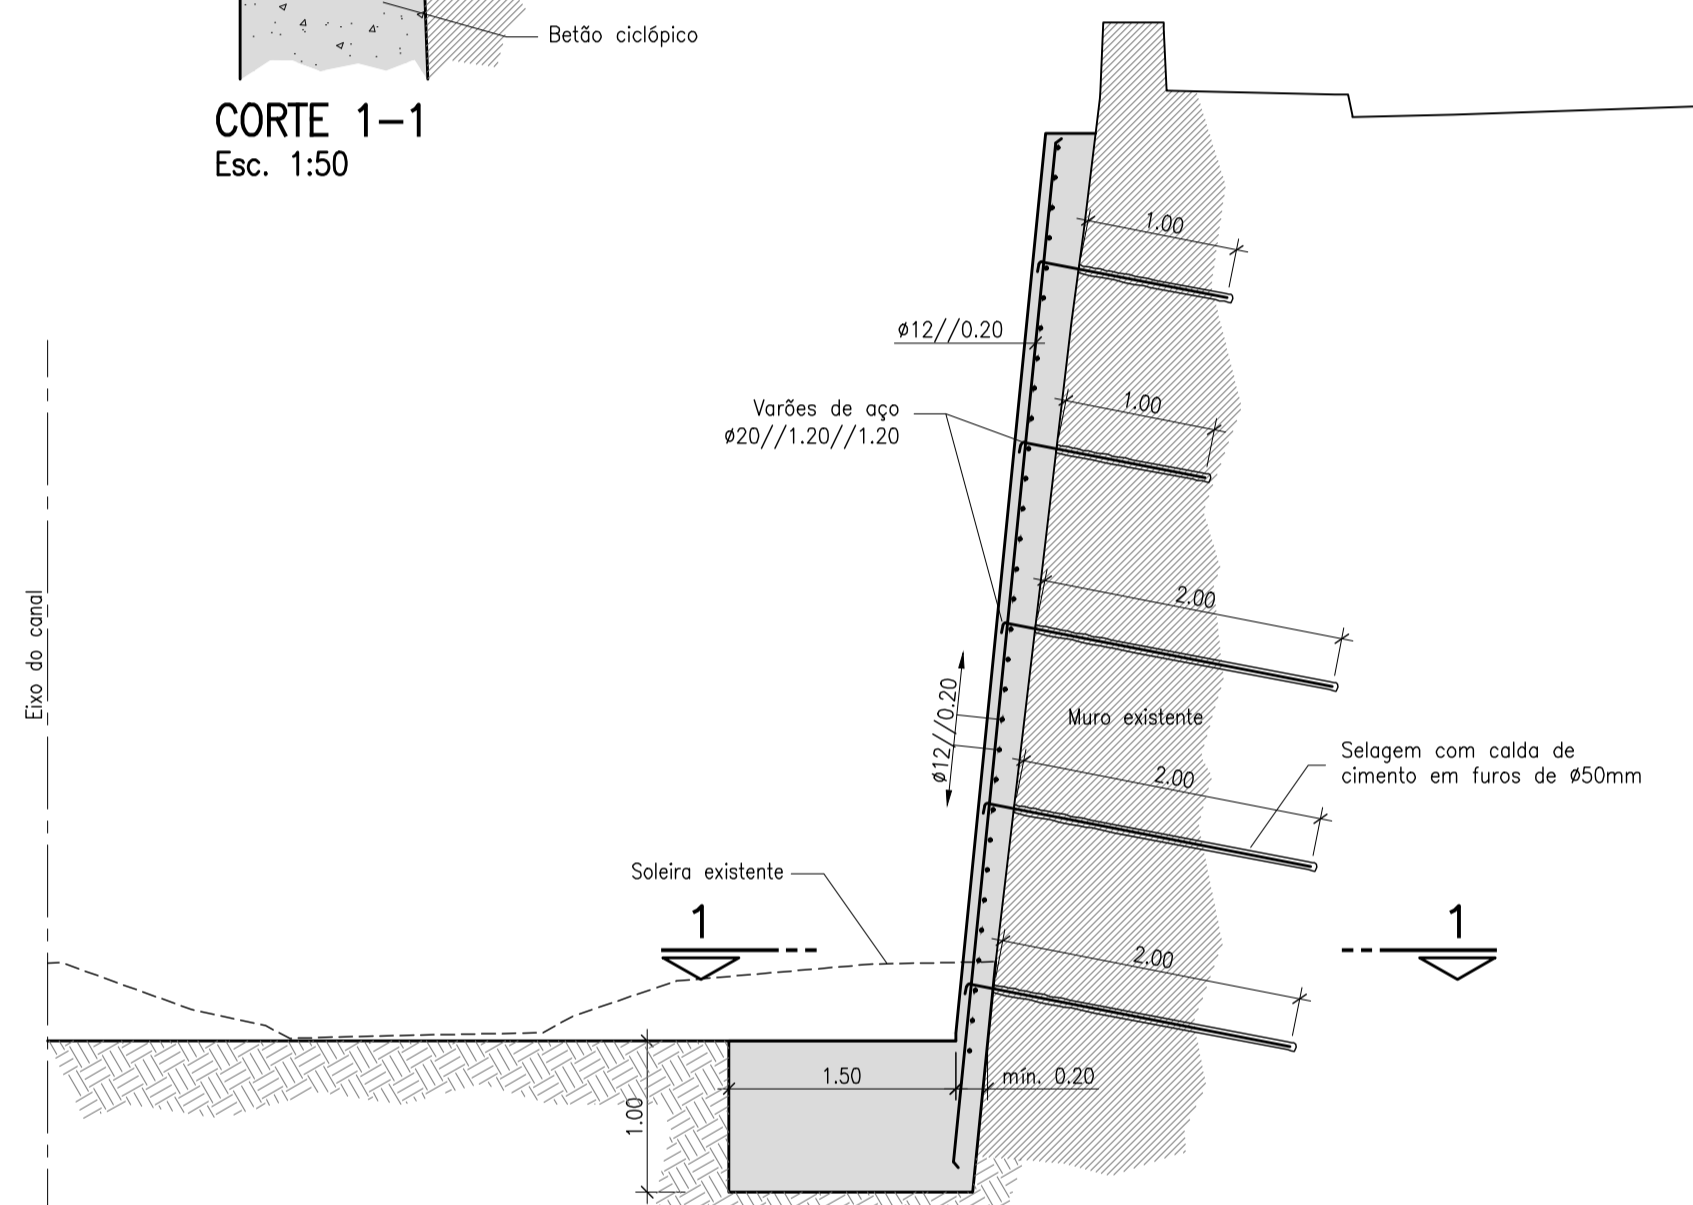 Betão ciclópico
CORTE 1-1
Esc. 1:50
1.00
ø12//0.20
1.00
Varões de aço
ø20//1.20//1.20
2.00
Eixo do canal
ø12//0.20
Muro existente
2.00
Selagem com calda de
cimento em furos de Ø50mm
Soleira existente
1
1
2.00
1.50
mín. 0.20
1.00